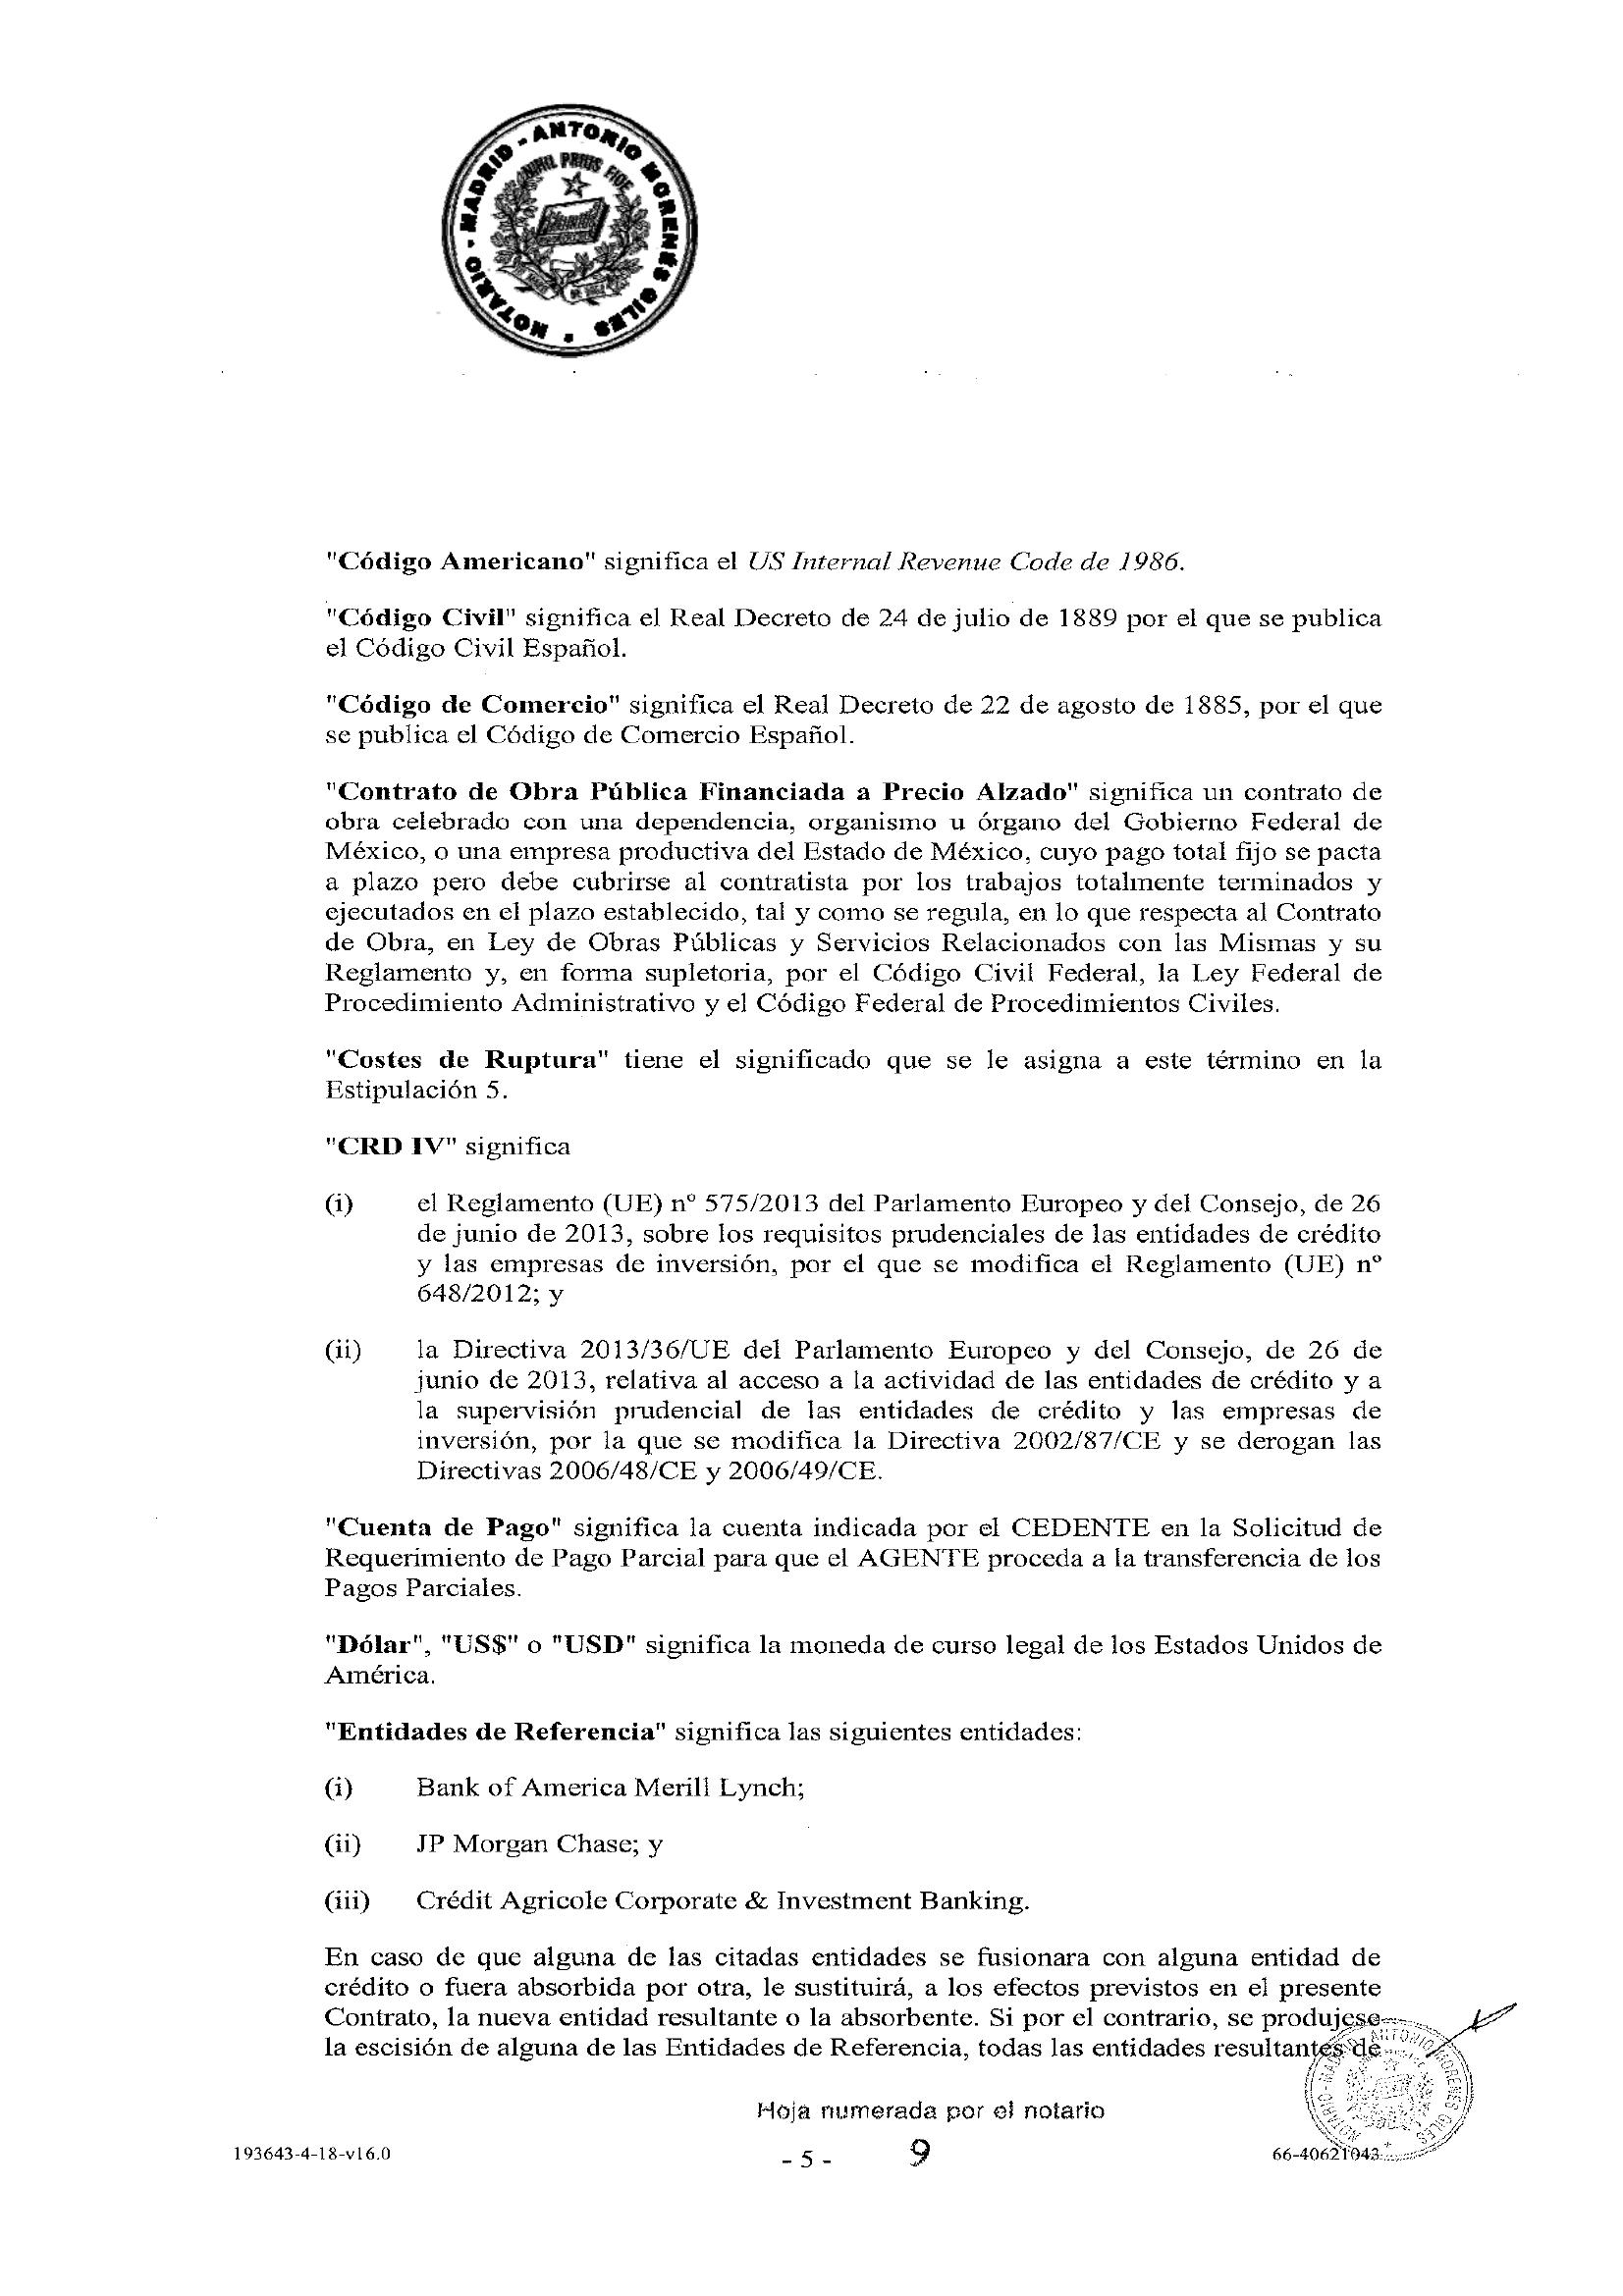 NOTARIO - MADRID - ANTONIO MORENÉS GILES
NIHIL PRIUS FIDE
"Código Americano" significa el US Internal Revenue Code de 1986.
"Código Civil" significa el Real Decreto de 24 de julio de 1889 por el que se publica
el Código Civil Español.
"Código de Comercio" significa el Real Decreto de 22 de agosto de 1885, por el que
se publica el Código de Comercio Español.
"Contrato de Obra Pública Financiada a Precio Alzado" significa un contrato de
obra celebrado con una dependencia, organismo u órgano del Gobierno Federal de
México, o una empresa productiva del Estado de México, cuyo pago total fijo se pacta
a plazo pero debe cubrirse al contratista por los trabajos totalmente terminados y
ejecutados en el plazo establecido, tal y como se regula, en lo que respecta al Contrato
de Obra, en Ley de Obras Públicas y Servicios Relacionados con las Mismas y su
Reglamento y, en forma supletoria, por el Código Civil Federal, la Ley Federal de
Procedimiento Administrativo y el Código Federal de Procedimientos Civiles.
"Costes de Ruptura" tiene el significado que se le asigna a este término en la
Estipulación 5.
"CRD IV" significa
(i) el Reglamento (UE) nº 575/2013 del Parlamento Europeo y del Consejo, de 26
de junio de 2013, sobre los requisitos prudenciales de las entidades de crédito
y las empresas de inversión, por el que se modifica el Reglamento (UE) nº
648/2012; y
(ii) la Directiva 2013/36/UE del Parlamento Europeo y del Consejo, de 26 de
junio de 2013, relativa al acceso a la actividad de las entidades de crédito y a
la supervisión prudencial de las entidades de crédito y las empresas de
inversión, por la que se modifica la Directiva 2002/87/CE y se derogan las
Directivas 2006/48/CE y 2006/49/CE.
"Cuenta de Pago" significa la cuenta indicada por el CEDENTE en la Solicitud de
Requerimiento de Pago Parcial para que el AGENTE proceda a la transferencia de los
Pagos Parciales.
"Dólar", "US$" o "USD" significa la moneda de curso legal de los Estados Unidos de
América.
"Entidades de Referencia" significa las siguientes entidades:
(i) Bank of America Merill Lynch;
(ii) JP Morgan Chase; y
(iii) Crédit Agricole Corporate & Investment Banking.
En caso de que alguna de las citadas entidades se fusionara con alguna entidad de
crédito o fuera absorbida por otra, le sustituirá, a los efectos previstos en el presente
Contrato, la nueva entidad resultante o la absorbente. Si por el contrario, se produjese
la escisión de alguna de las Entidades de Referencia, todas las entidades resultantes de
NOTARIO - MADRID - ANTONIO MORENES GILES
Hoja numerada por el notario
193643-4-18-v16.0
- 5 - 9
66-40621043